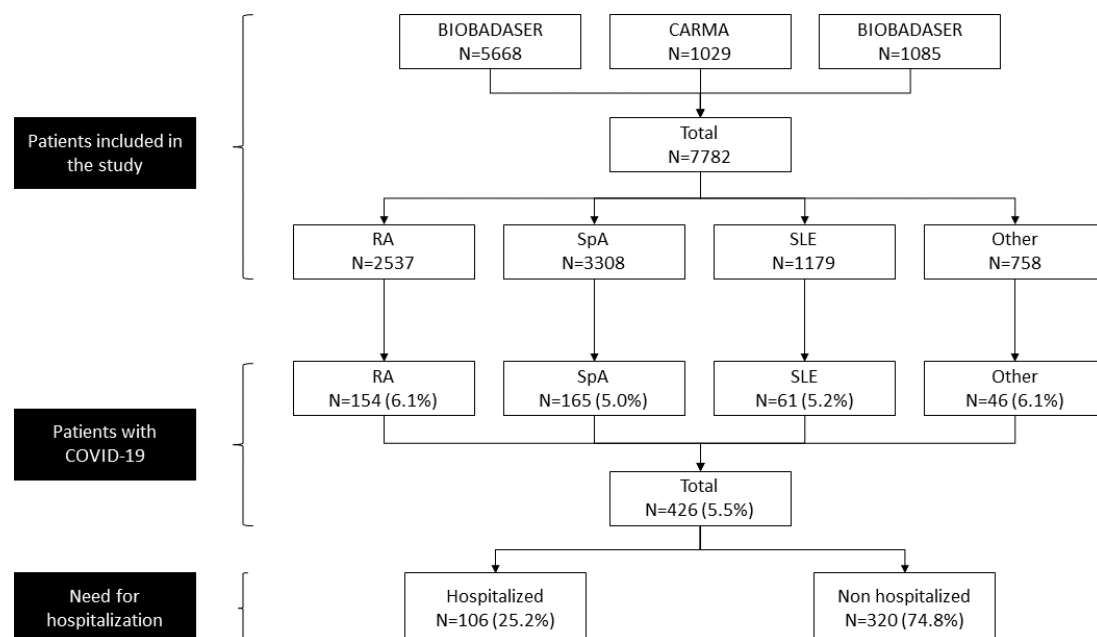 BIOBADASER
N=5668
CARMA
N=1029
BIOBADASER
N=1085
Patients included in
the study
Total
N=7782
RA
N=2537
SpA
N=3308
SLE
N=1179
Other
N=758
Patients with
COVID-19
RA
N=154 (6.1%)
SpA
N=165 (5.0%)
SLE
N=61 (5.2%)
Other
N=46 (6.1%)
Total
N=426 (5.5%)
Need for
hospitalization
Hospitalized
N=106 (25.2%)
Non hospitalized
N=320 (74.8%)